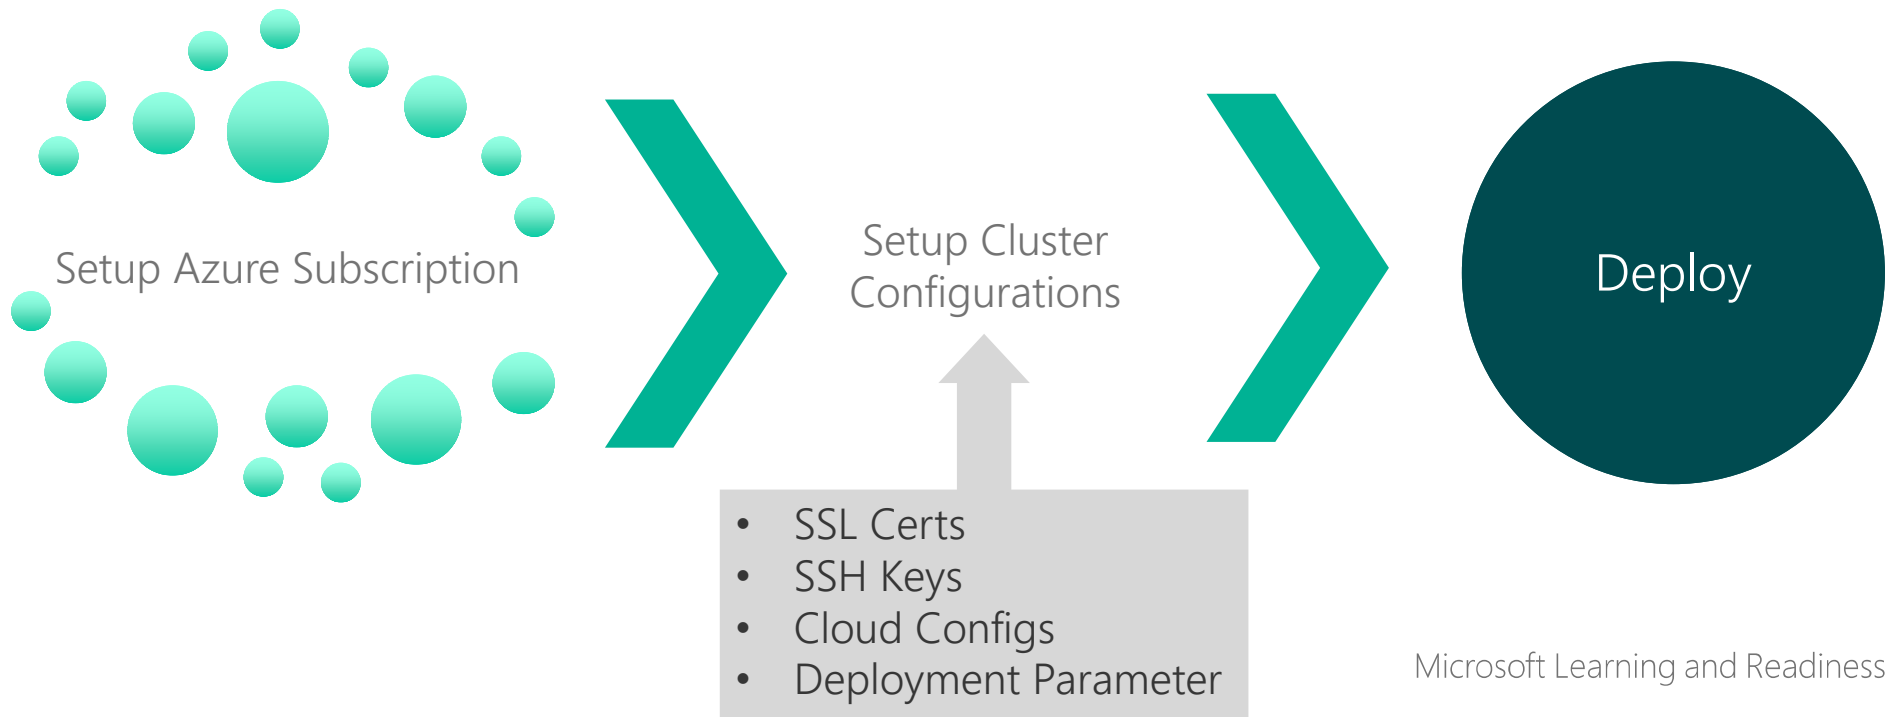 Setup Azure Subscription
Setup Cluster
Configurations
Deploy
• SSL Certs
• SSH Keys
• Cloud Configs
• Deployment Parameter
Microsoft Learning and Readiness